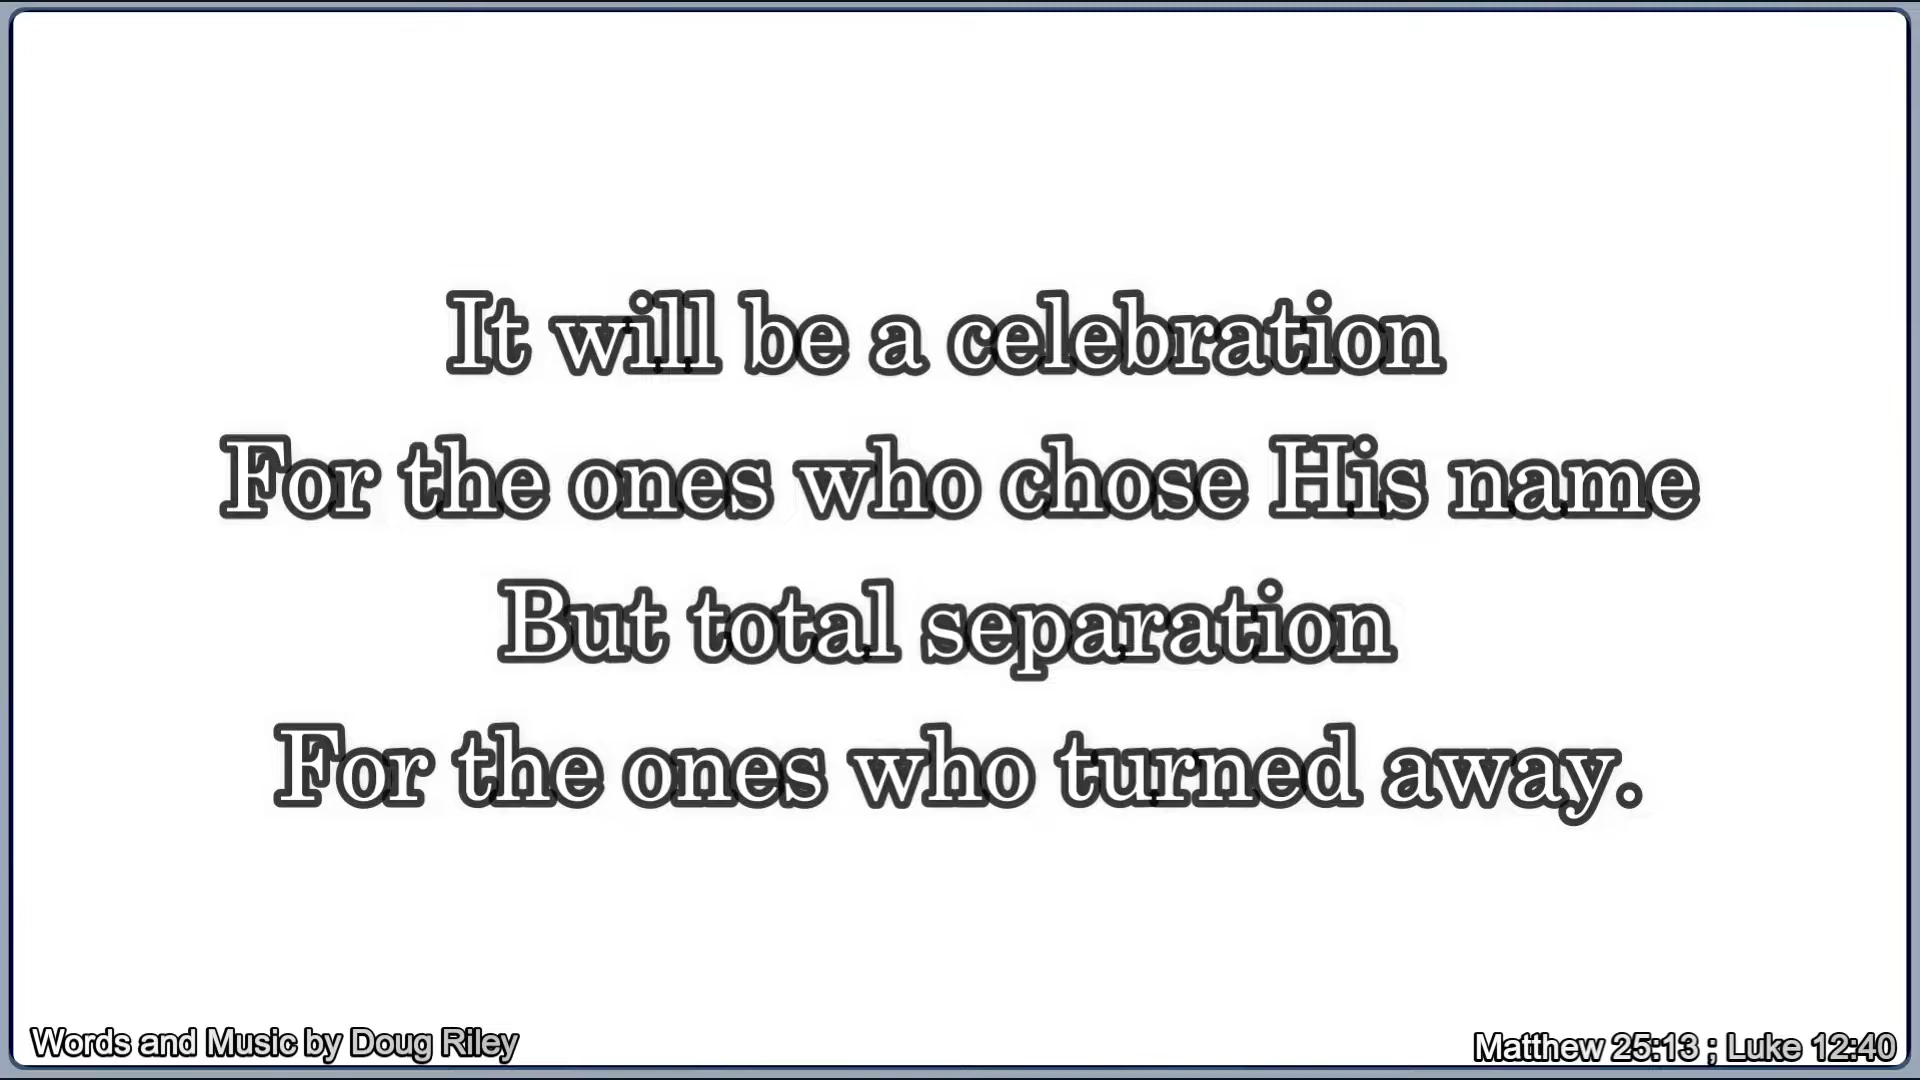 It will be a celebration
For the ones who chose His name
But total separation
For the ones who turned away.
Words and Music by Doug Riley
Matthew 25:13 ; Luke 12:40